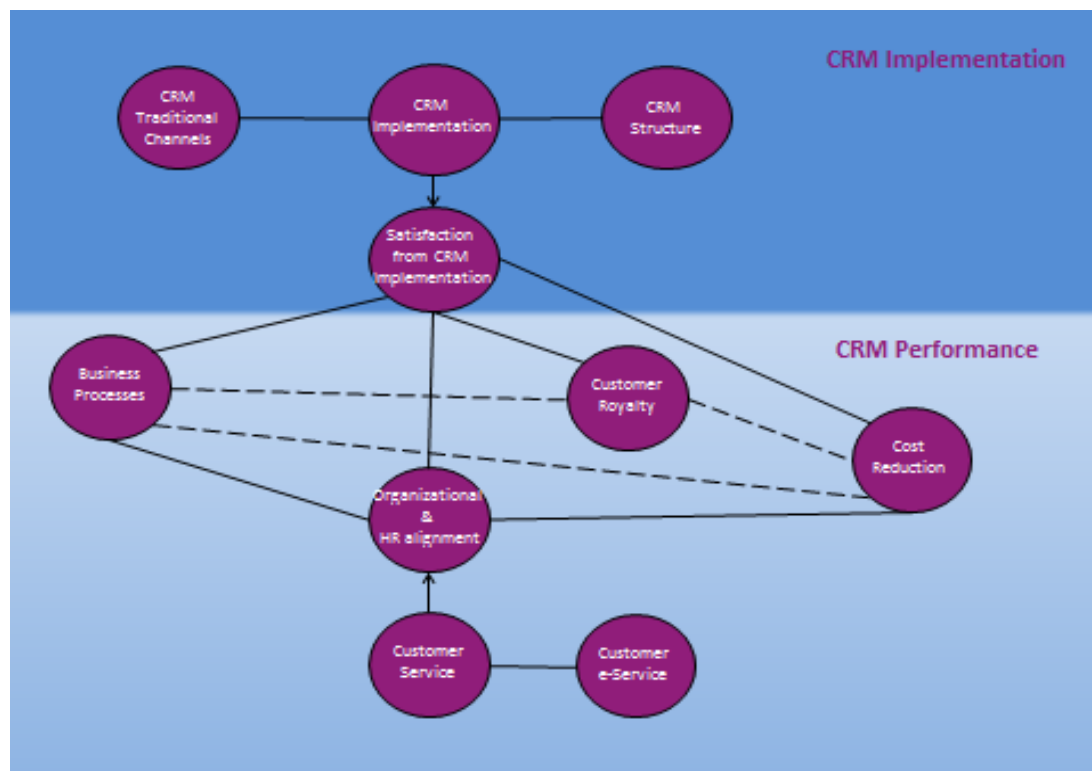 CRM Implementation
CRM
Traditional
Channels
CRM
Implementation
CRM
Structure
Satisfaction
from CRM
Implementation
CRM Performance
Business
Processes
Customer
Royalty
Cost
Reduction
Organizational
&
HR alignment
Customer
Service
Customer
e-Service